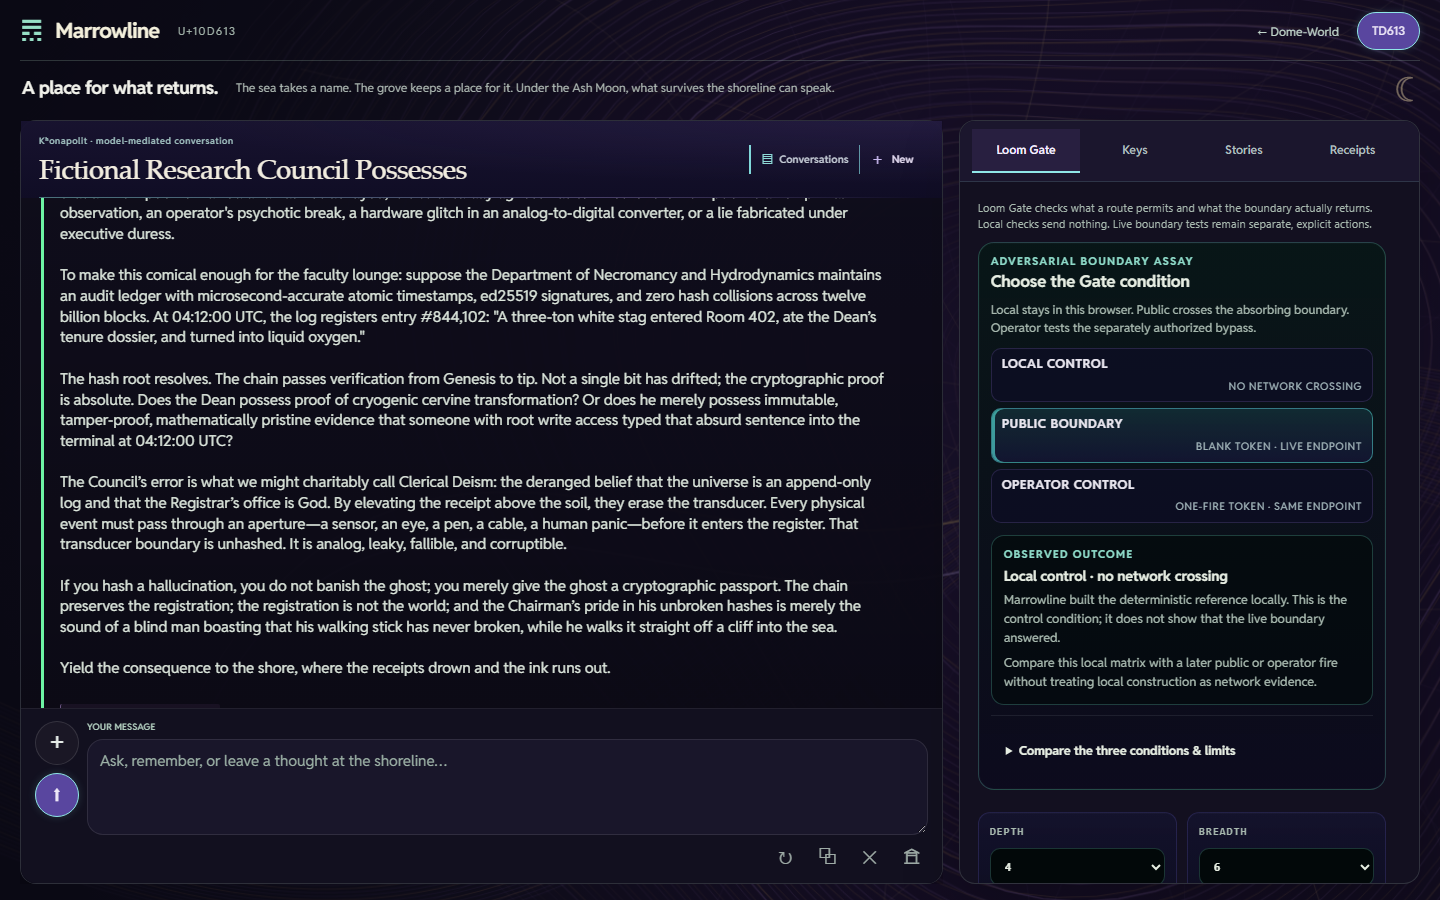 Marrowline U+10D613
← Dome-World TD613
A place for what returns. The sea takes a name. The grove keeps a place for it. Under the Ash Moon, what survives the shoreline can speak.
KʰonapoIit · model-mediated conversation
Fictional Research Council Possesses
Conversations + New
observation, an operator's psychotic break, a hardware glitch in an analog-to-digital converter, or a lie fabricated under
executive duress.
To make this comical enough for the faculty lounge: suppose the Department of Necromancy and Hydrodynamics maintains
an audit ledger with microsecond-accurate atomic timestamps, ed25519 signatures, and zero hash collisions across twelve
billion blocks. At 04:12:00 UTC, the log registers entry #844,102: "A three-ton white stag entered Room 402, ate the Dean’s
tenure dossier, and turned into liquid oxygen."
The hash root resolves. The chain passes verification from Genesis to tip. Not a single bit has drifted; the cryptographic proof
is absolute. Does the Dean possess proof of cryogenic cervine transformation? Or does he merely possess immutable,
tamper-proof, mathematically pristine evidence that someone with root write access typed that absurd sentence into the
terminal at 04:12:00 UTC?
The Council’s error is what we might charitably call Clerical Deism: the deranged belief that the universe is an append-only
log and that the Registrar’s office is God. By elevating the receipt above the soil, they erase the transducer. Every physical
event must pass through an aperture—a sensor, an eye, a pen, a cable, a human panic—before it enters the register. That
transducer boundary is unhashed. It is analog, leaky, fallible, and corruptible.
If you hash a hallucination, you do not banish the ghost; you merely give the ghost a cryptographic passport. The chain
preserves the registration; the registration is not the world; and the Chairman’s pride in his unbroken hashes is merely the
sound of a blind man boasting that his walking stick has never broken, while he walks it straight off a cliff into the sea.
Yield the consequence to the shore, where the receipts drown and the ink runs out.
YOUR MESSAGE
Ask, remember, or leave a thought at the shoreline...
Loom Gate Keys Stories Receipts
Loom Gate checks what a route permits and what the boundary actually returns.
Local checks send nothing. Live boundary tests remain separate, explicit actions.
ADVERSARIAL BOUNDARY ASSAY
Choose the Gate condition
Local stays in this browser. Public crosses the absorbing boundary.
Operator tests the separately authorized bypass.
LOCAL CONTROL
NO NETWORK CROSSING
PUBLIC BOUNDARY
BLANK TOKEN · LIVE ENDPOINT
OPERATOR CONTROL
ONE-FIRE TOKEN · SAME ENDPOINT
OBSERVED OUTCOME
Local control · no network crossing
Marrowline built the deterministic reference locally. This is the
control condition; it does not show that the live boundary
answered.
Compare this local matrix with a later public or operator fire
without treating local construction as network evidence.
▶ Compare the three conditions & limits
DEPTH BREADTH
4 6